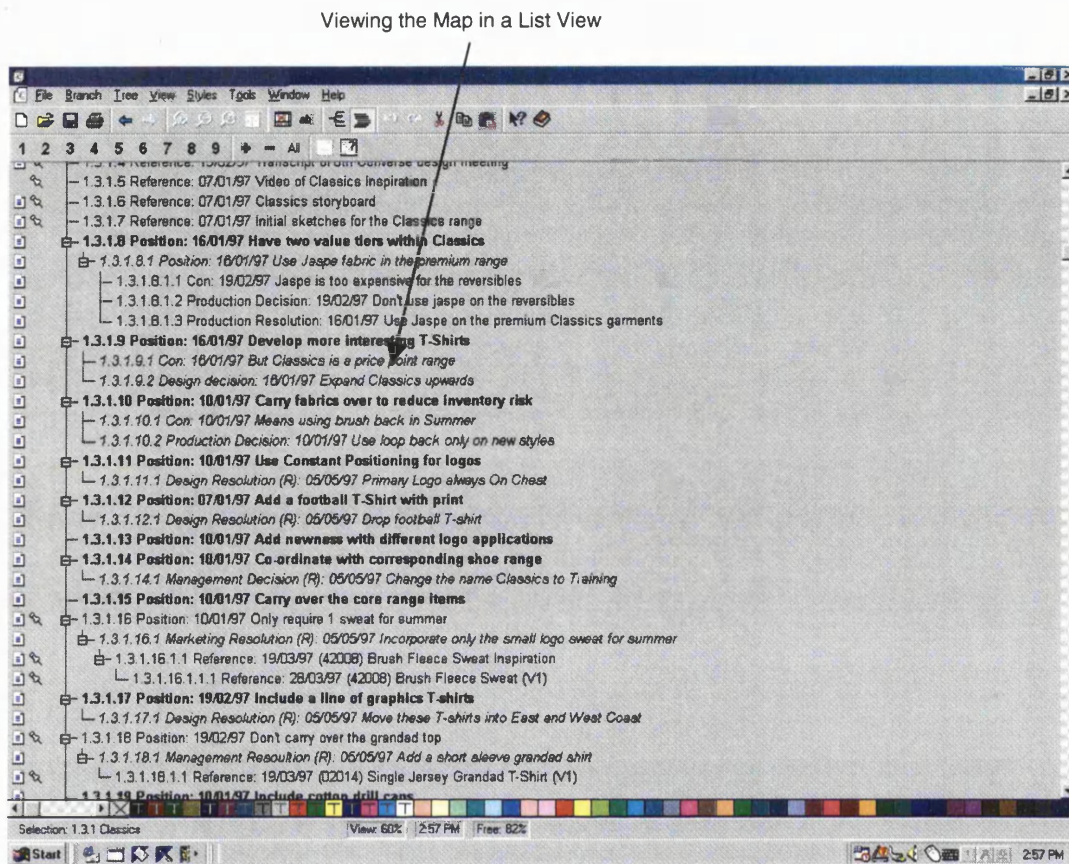 Viewing the Map in a List View
File Branch Tree View Styles Tools Window Help
1 2 3 4 5 6 7 8 9 + - All
1.3.1.4 Reference: Transcript of Converse design meeting
1.3.1.5 Reference: 07/01/97 Video of Classics Inspiration
1.3.1.6 Reference: 07/01/97 Classics storyboard
1.3.1.7 Reference: 07/01/97 Initial sketches for the Classics range
1.3.1.8 Position: 16/01/97 Have two value tiers within Classics
1.3.1.8.1 Position: 16/01/97 Use Jaspe fabric in the premium range
1.3.1.8.1.1 Con: 19/02/97 Jaspe is too expensive for the reversibles
1.3.1.8.1.2 Production Decision: 19/02/97 Don't use jaspe on the reversibles
1.3.1.8.1.3 Production Resolution: 16/01/97 Use Jaspe on the premium Classics garments
1.3.1.9 Position: 16/01/97 Develop more interesting T-Shirts
1.3.1.9.1 Con: 16/01/97 But Classics is a price point range
1.3.1.9.2 Design decision: 16/01/97 Expand Classics upwards
1.3.1.10 Position: 10/01/97 Carry fabrics over to reduce inventory risk
1.3.1.10.1 Con: 10/01/97 Means using brush back in Summer
1.3.1.10.2 Production Decision: 10/01/97 Use loop back only on new styles
1.3.1.11 Position: 10/01/97 Use Constant Positioning for logos
1.3.1.11.1 Design Resolution (R): 05/05/97 Primary Logo always On Chest
1.3.1.12 Position: 07/01/97 Add a football T-Shirt with print
1.3.1.12.1 Design Resolution (R): 05/05/97 Drop football T-shirt
1.3.1.13 Position: 10/01/97 Add newness with different logo applications
1.3.1.14 Position: 10/01/97 Co-ordinate with corresponding shoe range
1.3.1.14.1 Management Decision (R): 05/05/97 Change the name Classics to Training
1.3.1.15 Position: 10/01/97 Carry over the core range items
1.3.1.16 Position: 10/01/97 Only require 1 sweat for summer
1.3.1.16.1 Marketing Resolution (R): 05/05/97 Incorporate only the small logo sweat for summer
1.3.1.16.1.1 Reference: 19/03/97 (42008) Brush Fleece Sweat Inspiration
1.3.1.16.1.1.1 Reference: 28/03/97 (42008) Brush Fleece Sweat (V1)
1.3.1.17 Position: 19/02/97 Include a line of graphics T-shirts
1.3.1.17.1 Design Resolution (R): 05/05/97 Move these T-shirts into East and West Coast
1.3.1.18 Position: 19/02/97 Don't carry over the grandad top
1.3.1.18.1 Management Resoultion (R): 05/05/97 Add a short sleeve grandad shirt
1.3.1.18.1.1 Reference: 19/03/97 (02014) Single Jersey Grandad T-Shirt (V1)
1.3.1.19 Position: 10/01/97 Include cotton drill caps
Selection: 1.3.1 Classics View: 60% 2:57 PM Free: 82%
Start 2:57 PM